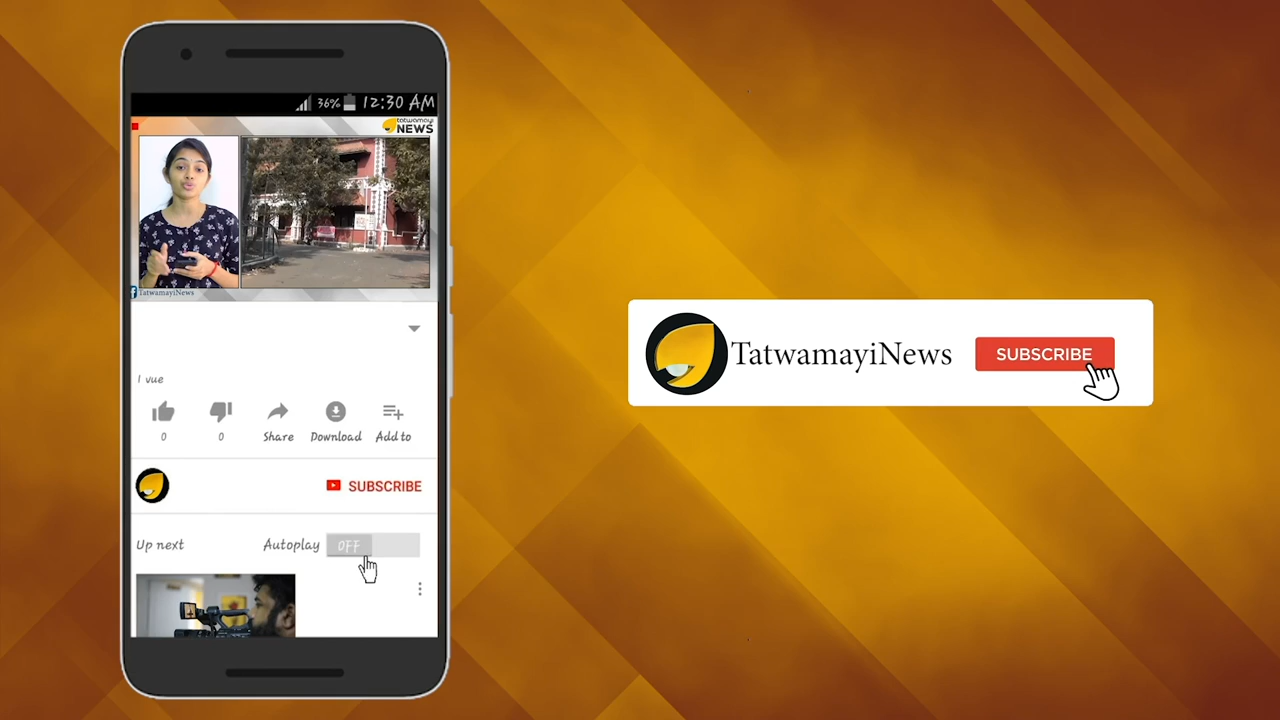 36% 12:30 AM
tatwamayi
NEWS
TatwamayiNews
1 vue
0 0 Share Download Add to
SUBSCRIBE
Up next Autoplay OFF
TatwamayiNews SUBSCRIBE